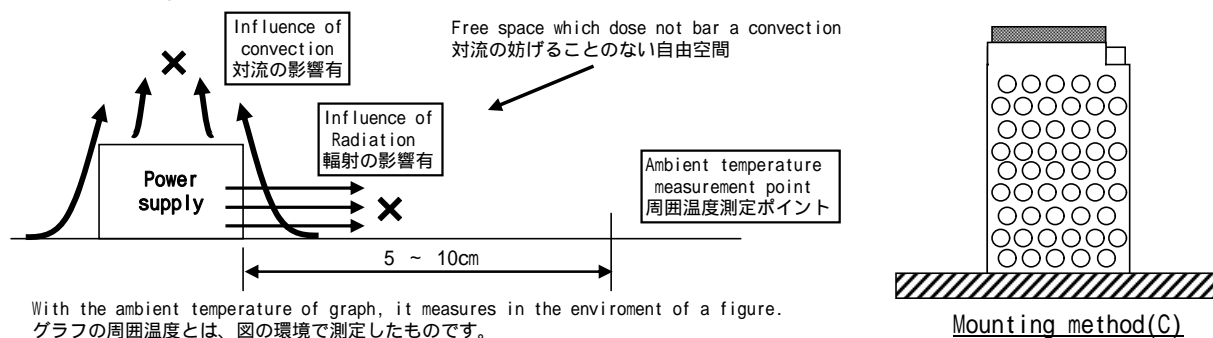 Influence of
convection
対流の影響有
Free space which dose not bar a convection
対流の妨げることのない自由空間
Influence of
Radiation
輻射の影響有
Power
supply
Ambient temperature
measurement point
周囲温度測定ポイント
5 ~ 10cm
With the ambient temperature of graph, it measures in the enviroment of a figure.
グラフの周囲温度とは、図の環境で測定したものです。
Mounting method(C)